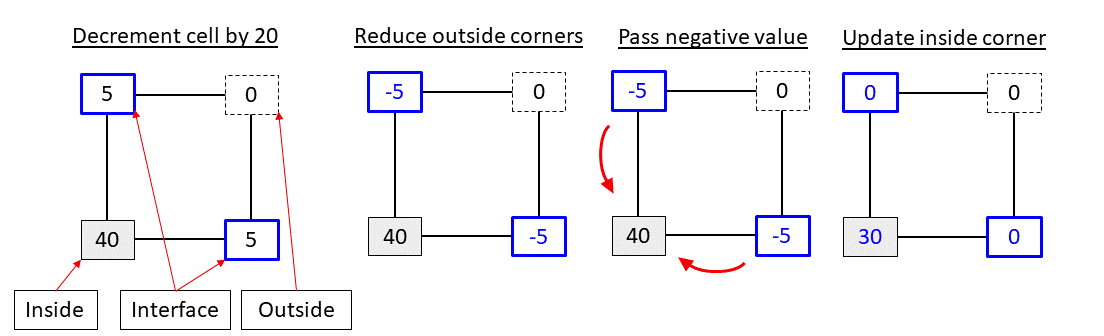 Decrement cell by 20
Reduce outside corners
Pass negative value
Update inside corner
5
0
40
5
Inside
Interface
Outside
-5
0
40
-5
-5
0
40
-5
0
0
30
0